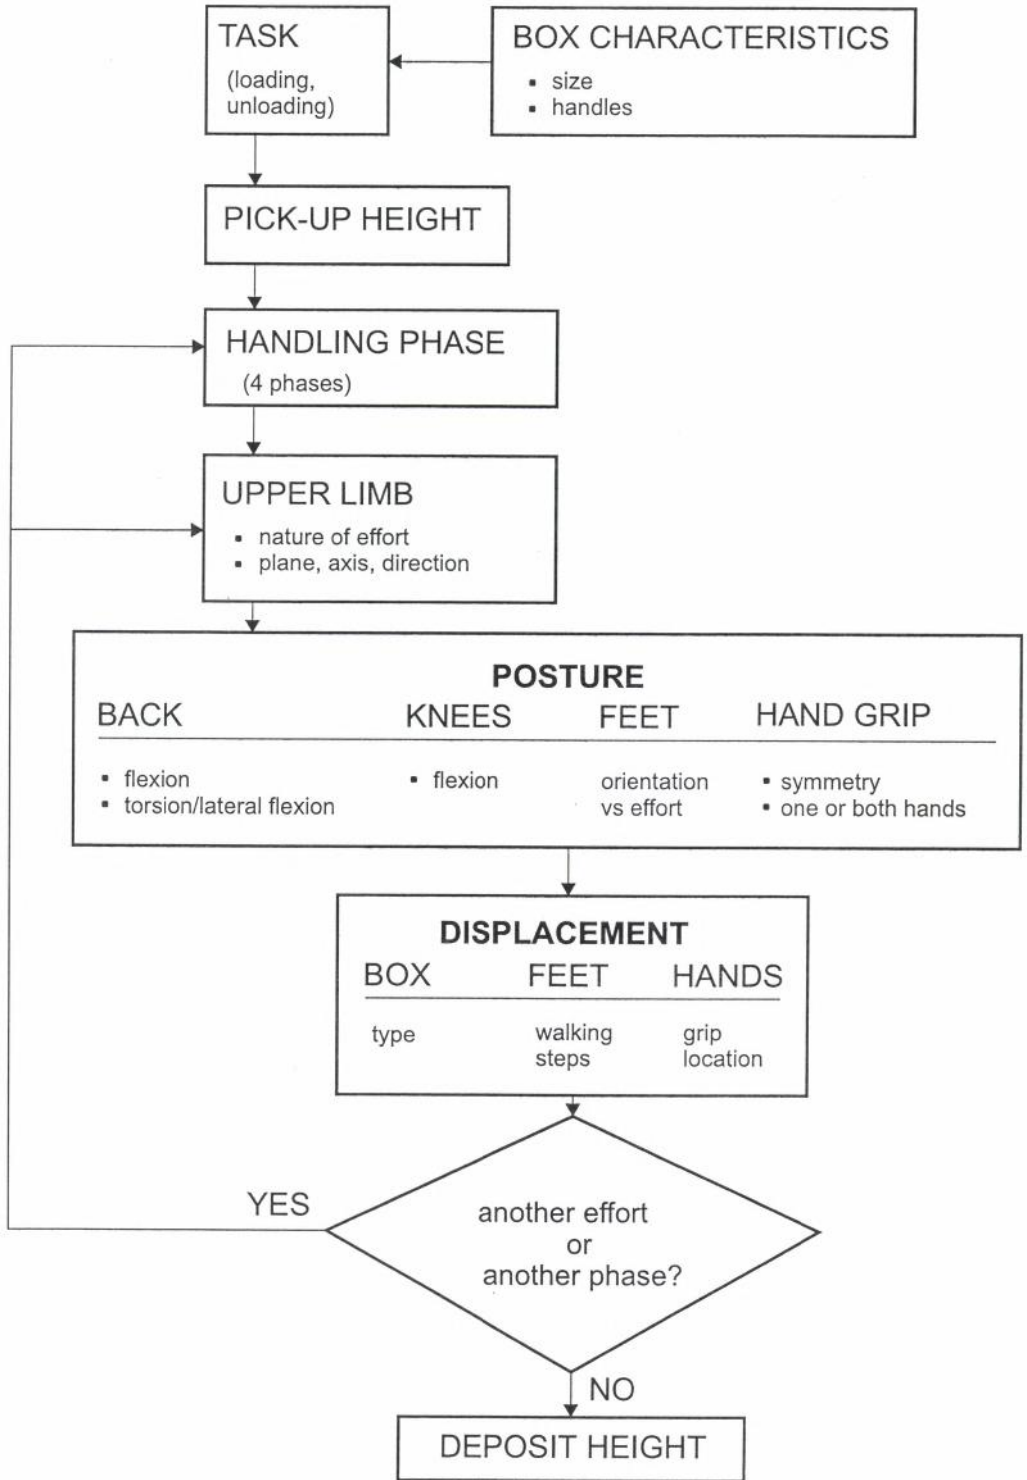 TASK
(loading,
unloading)
BOX CHARACTERISTICS
▪ size
▪ handles
PICK-UP HEIGHT
HANDLING PHASE
(4 phases)
UPPER LIMB
▪ nature of effort
▪ plane, axis, direction
POSTURE
BACK KNEES FEET HAND GRIP
▪ flexion ▪ flexion orientation ▪ symmetry
▪ torsion/lateral flexion vs effort ▪ one or both hands
DISPLACEMENT
BOX FEET HANDS
type walking grip
steps location
YES
another effort
or
another phase?
NO
DEPOSIT HEIGHT